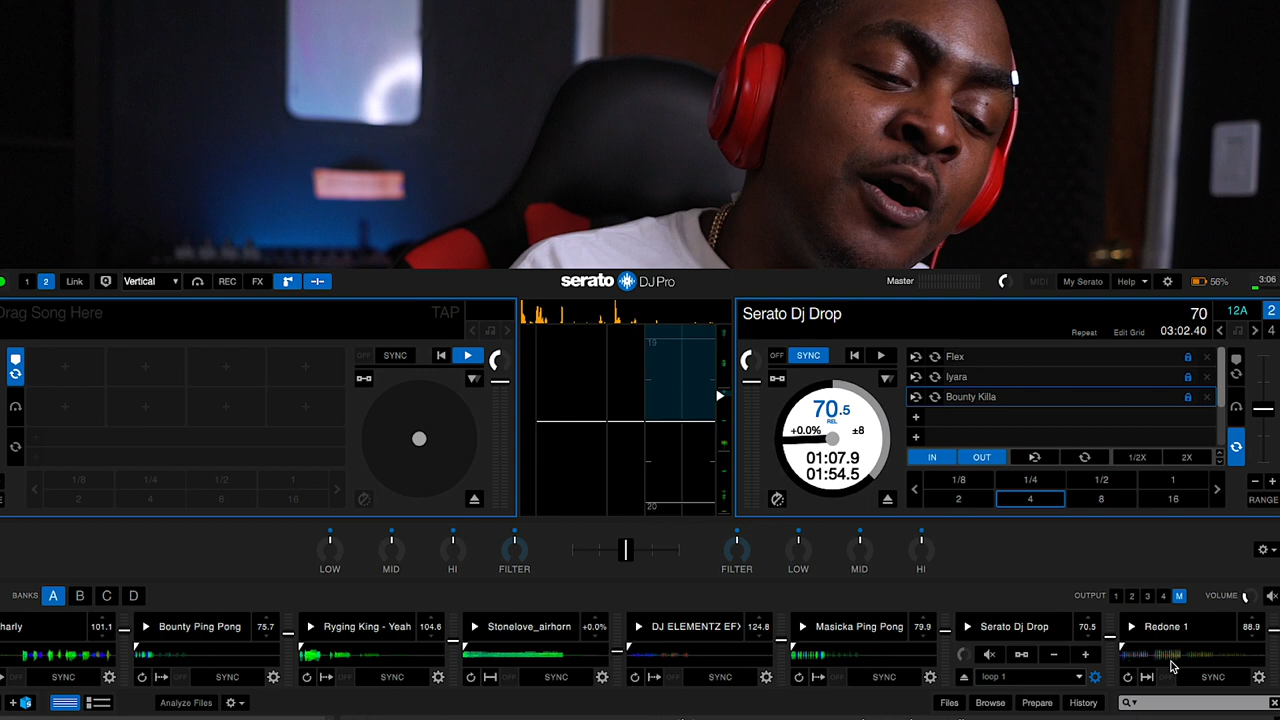 1 2 Link Vertical REC FX serato DJ Pro Master MIDI My Serato Help 56% 3:06
Drag Song Here TAP
Serato Dj Drop 70 12A 2
Repeat Edit Grid 03:02.40 4
OFF SYNC
19
OFF SYNC
Flex
Iyara
Bounty Killa
70.5
REL
+0.0% ±8
01:07.9
01:54.5
IN OUT 1/2X 2X
1/8 1/4 1/2 1
2 4 8 16
1/8 1/4 1/2 1
2 4 8 16
RANGE
20
LOW MID HI FILTER FILTER LOW MID HI
BANKS A B C D OUTPUT 1 2 3 4 M VOLUME
harly 101.1 Bounty Ping Pong 75.7 Ryging King - Yeah 104.6 Stonelove_airhorn +0.0% DJ ELEMENTZ EFX 124.8 Masicka Ping Pong 79.9 Serato Dj Drop 70.5 Redone 1 88.9
SYNC SYNC SYNC SYNC SYNC SYNC loop 1 OFF SYNC
Analyze Files Files Browse Prepare History